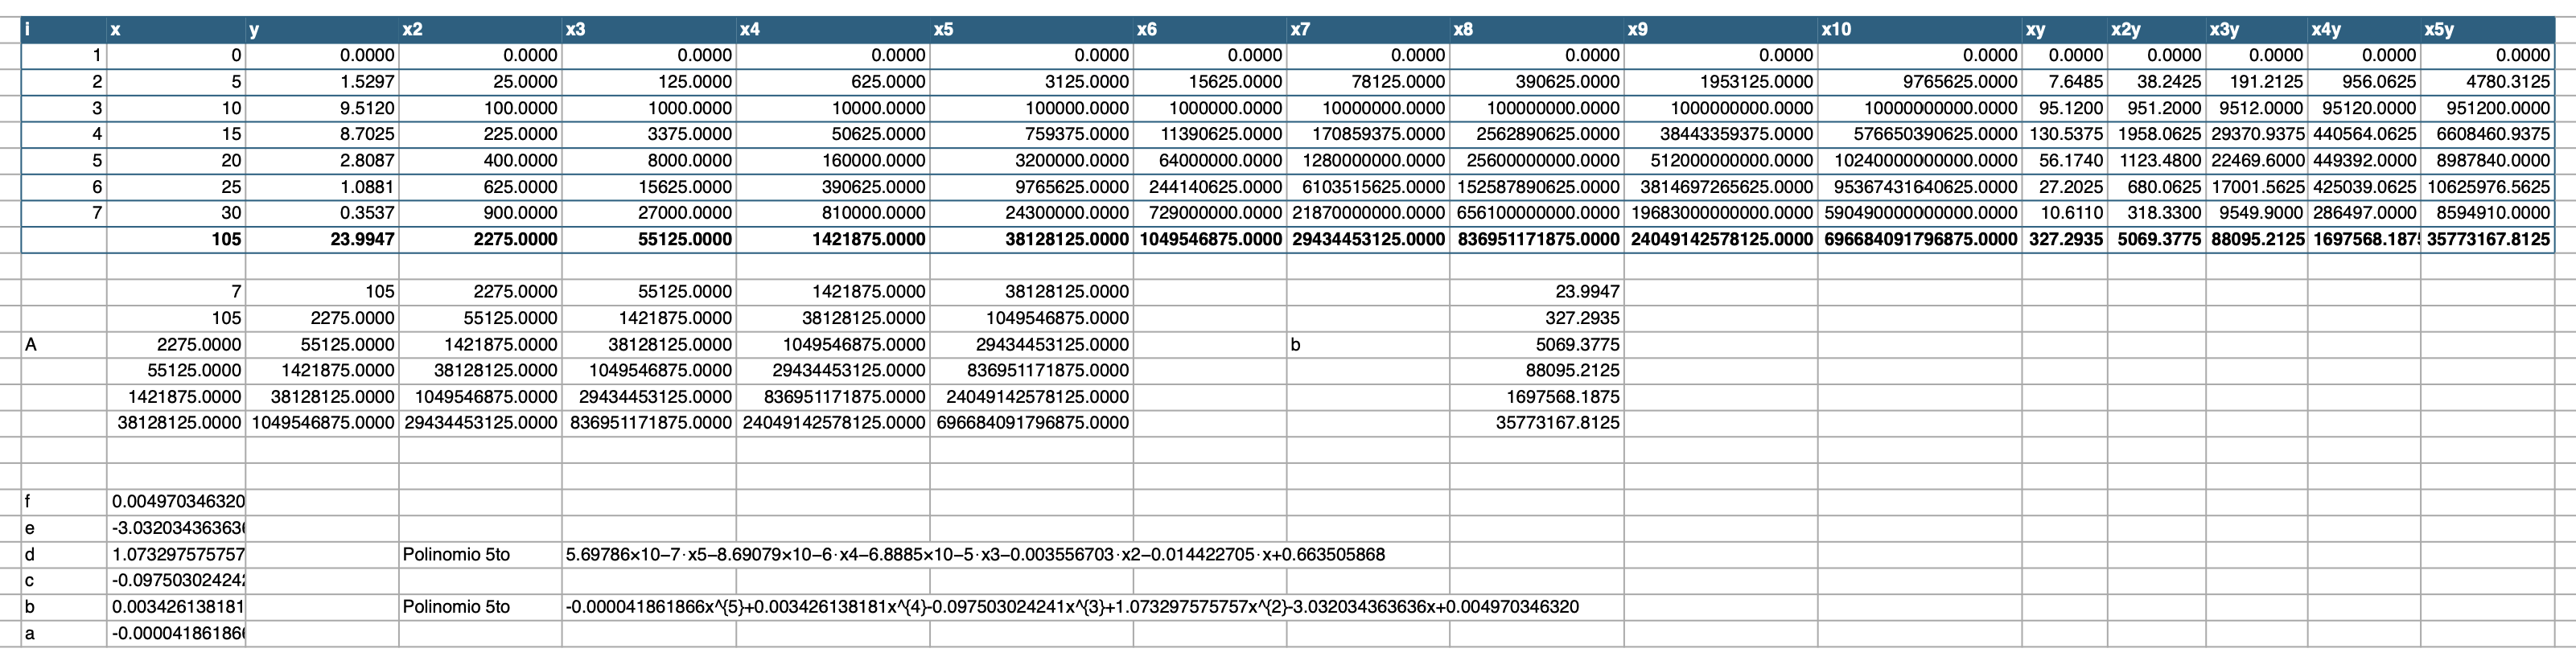 i x y x2 x3 x4 x5 x6 x7 x8 x9 x10 xy x2y x3y x4y x5y
1 0 0.0000 0.0000 0.0000 0.0000 0.0000 0.0000 0.0000 0.0000 0.0000 0.0000 0.0000 0.0000 0.0000 0.0000 0.0000
2 5 1.5297 25.0000 125.0000 625.0000 3125.0000 15625.0000 78125.0000 390625.0000 1953125.0000 9765625.0000 7.6485 38.2425 191.2125 956.0625 4780.3125
3 10 9.5120 100.0000 1000.0000 10000.0000 100000.0000 1000000.0000 10000000.0000 100000000.0000 1000000000.0000 10000000000.0000 95.1200 951.2000 9512.0000 95120.0000 951200.0000
4 15 8.7025 225.0000 3375.0000 50625.0000 759375.0000 11390625.0000 170859375.0000 2562890625.0000 38443359375.0000 576650390625.0000 130.5375 1958.0625 29370.9375 440564.0625 6608460.9375
5 20 2.8087 400.0000 8000.0000 160000.0000 3200000.0000 64000000.0000 1280000000.0000 25600000000.0000 512000000000.0000 10240000000000.0000 56.1740 1123.4800 22469.6000 449392.0000 8987840.0000
6 25 1.0881 625.0000 15625.0000 390625.0000 9765625.0000 244140625.0000 6103515625.0000 152587890625.0000 3814697265625.0000 95367431640625.0000 27.2025 680.0625 17001.5625 425039.0625 10625976.5625
7 30 0.3537 900.0000 27000.0000 810000.0000 24300000.0000 729000000.0000 21870000000.0000 656100000000.0000 19683000000000.0000 590490000000000.0000 10.6110 318.3300 9549.9000 286497.0000 8594910.0000
105 23.9947 2275.0000 55125.0000 1421875.0000 38128125.0000 1049546875.0000 29434453125.0000 836951171875.0000 24049142578125.0000 696684091796875.0000 327.2935 5069.3775 88095.2125 1697568.1875 35773167.8125
7 105 2275.0000 55125.0000 1421875.0000 38128125.0000 23.9947
105 2275.0000 55125.0000 1421875.0000 38128125.0000 1049546875.0000 327.2935
A 2275.0000 55125.0000 1421875.0000 38128125.0000 1049546875.0000 29434453125.0000 b 5069.3775
55125.0000 1421875.0000 38128125.0000 1049546875.0000 29434453125.0000 836951171875.0000 88095.2125
1421875.0000 38128125.0000 1049546875.0000 29434453125.0000 836951171875.0000 24049142578125.0000 1697568.1875
38128125.0000 1049546875.0000 29434453125.0000 836951171875.0000 24049142578125.0000 696684091796875.0000 35773167.8125
f 0.004970346320
e -3.032034363636
d 1.073297575757 Polinomio 5to 5.69786×10−7·x5−8.69079×10−6·x4−6.8885×10−5·x3−0.003556703·x2−0.014422705·x+0.663505868
c -0.09750302424
b 0.003426138181 Polinomio 5to -0.000041861866x^{5}+0.003426138181x^{4}-0.097503024241x^{3}+1.073297575757x^{2}-3.032034363636x+0.004970346320
a -0.00004186186